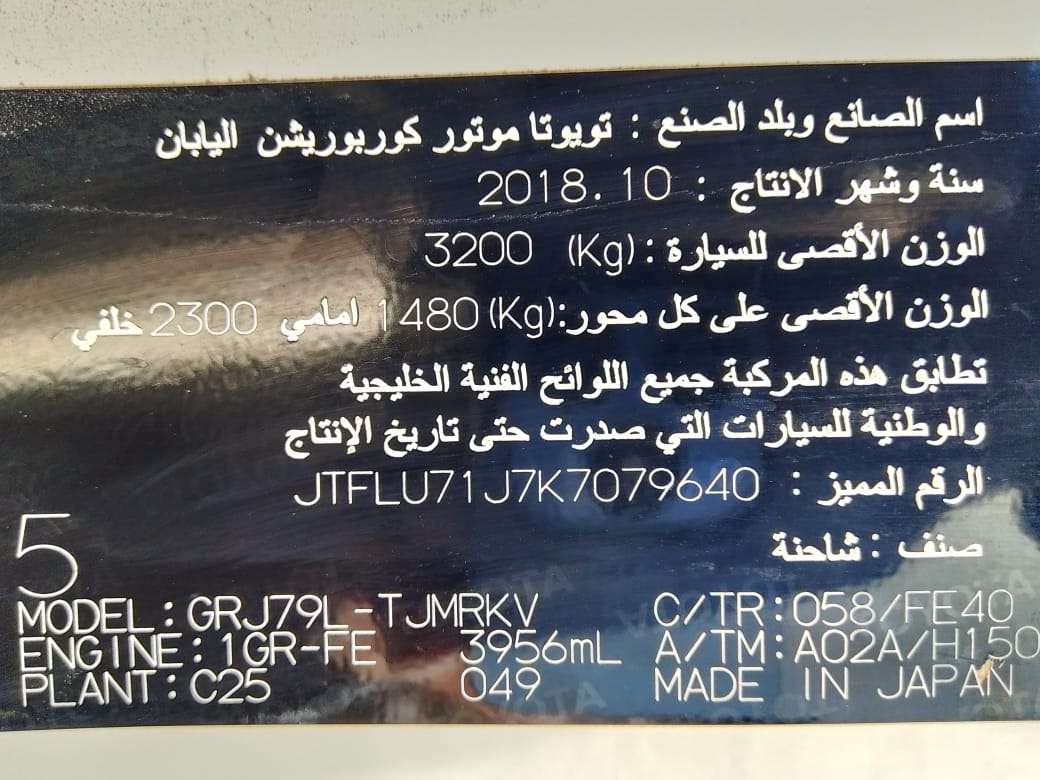 اسم الصانع وبلد الصنع : تويوتا موتور كوربوريشن اليابان
سنة وشهر الانتاج : 2018.10
الوزن الأقصى للسيارة : (Kg) 3200
الوزن الأقصى على كل محور:(Kg) 1480 امامي 2300 خلفي
تطابق هذه المركبة جميع اللوائح الفنية الخليجية
والوطنية للسيارات التي صدرت حتى تاريخ الإنتاج
الرقم المميز : JTFLU71J7K7079640
صنف : شاحنة
5
MODEL:GRJ79L-TJMRKV C/TR:058/FE40
ENGINE:1GR-FE 3956mL A/TM:A02A/H150
PLANT:C25 049 MADE IN JAPAN